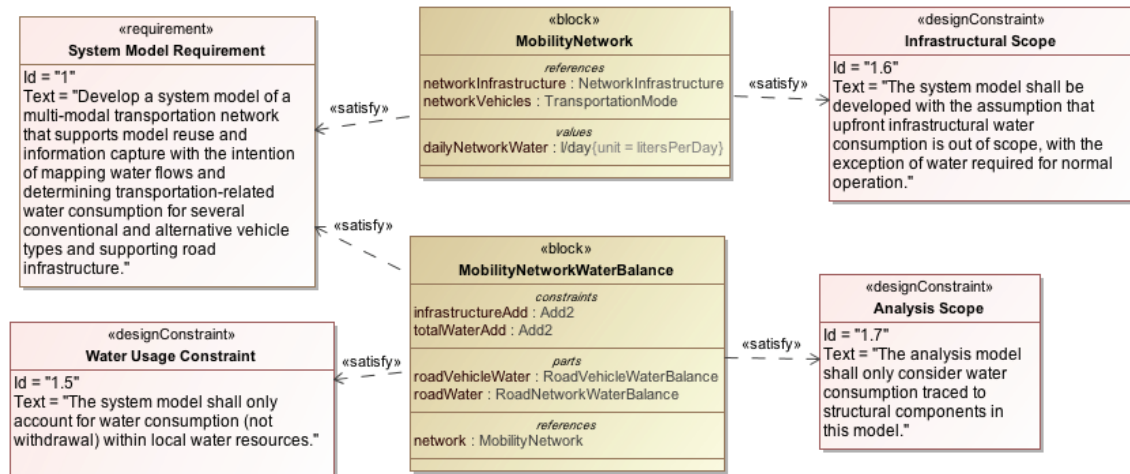 «requirement»
System Model Requirement
Id = "1"
Text = "Develop a system model of a
multi-modal transportation network
that supports model reuse and
information capture with the intention
of mapping water flows and
determining transportation-related
water consumption for several
conventional and alternative vehicle
types and supporting road
infrastructure."
«satisfy»
«block»
MobilityNetwork
references
networkInfrastructure : NetworkInfrastructure
networkVehicles : TransportationMode
values
dailyNetworkWater : l/day{unit = litersPerDay}
«satisfy»
«designConstraint»
Infrastructural Scope
Id = "1.6"
Text = "The system model shall be
developed with the assumption that
upfront infrastructural water
consumption is out of scope, with the
exception of water required for normal
operation."
«satisfy»
«block»
MobilityNetworkWaterBalance
constraints
infrastructureAdd : Add2
totalWaterAdd : Add2
parts
roadVehicleWater : RoadVehicleWaterBalance
roadWater : RoadNetworkWaterBalance
references
network : MobilityNetwork
«designConstraint»
Water Usage Constraint
Id = "1.5"
Text = "The system model shall only
account for water consumption (not
withdrawal) within local water resources."
«satisfy»
«satisfy»
«designConstraint»
Analysis Scope
Id = "1.7"
Text = "The analysis model
shall only consider water
consumption traced to
structural components in
this model."